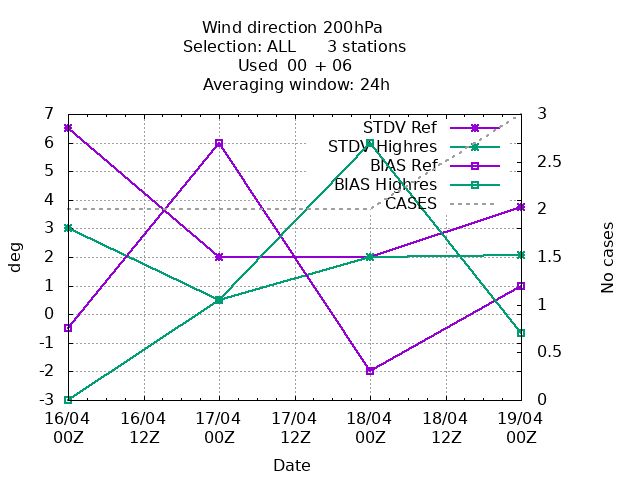 Wind direction 200hPa
Selection: ALL 3 stations
Used 00 + 06
Averaging window: 24h
STDV Ref
STDV Highres
BIAS Ref
BIAS Highres
CASES
7
6
5
4
3
2
1
0
-1
-2
-3
deg
3
2.5
2
1.5
1
0.5
0
No cases
16/04 16/04 17/04 17/04 18/04 18/04 19/04
00Z 12Z 00Z 12Z 00Z 12Z 00Z
Date